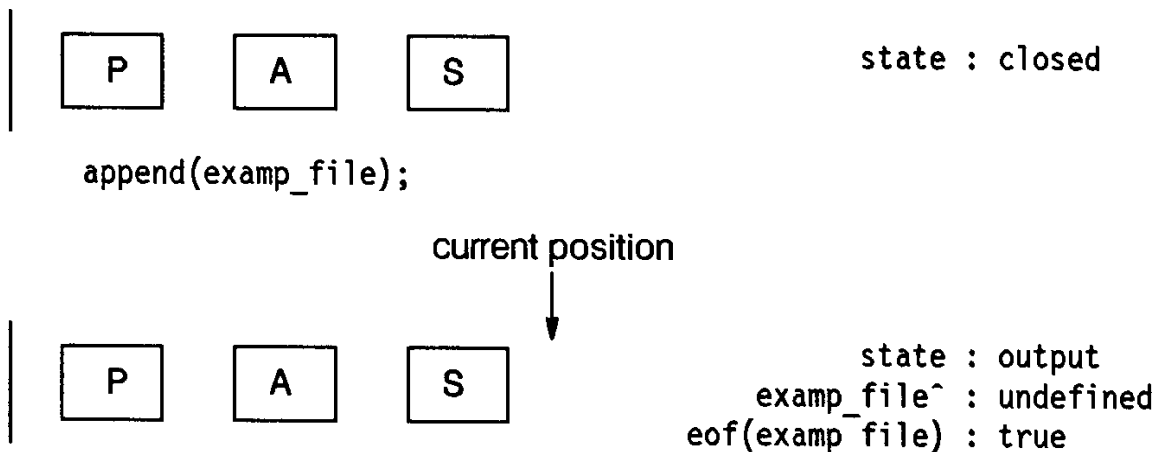 P A S state : closed
append(examp_file);
current position
P A S state : output
examp_file^ : undefined
eof(examp_file) : true